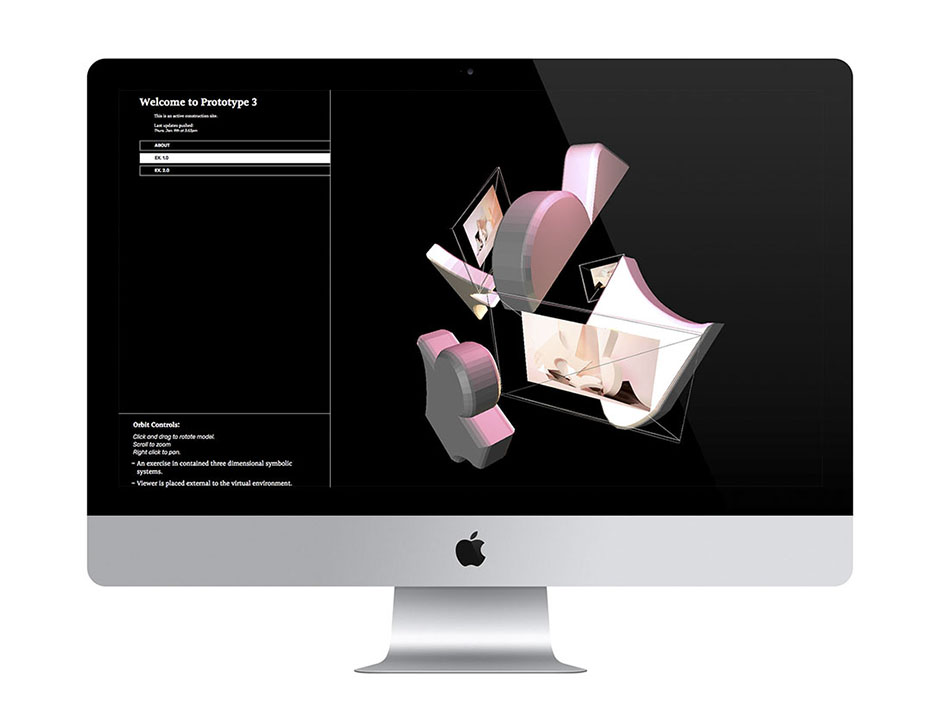 Welcome to Prototype 3
This is an active construction site.
Last updates pushed:
Thurs. Jan 4th at 3:53pm
ABOUT
EX. 1.0
EX. 2.0
Orbit Controls:
Click and drag to rotate model.
Scroll to zoom
Right click to pan.
– An exercise in contained three dimensional symbolic
systems.
– Viewer is placed external to the virtual environment.